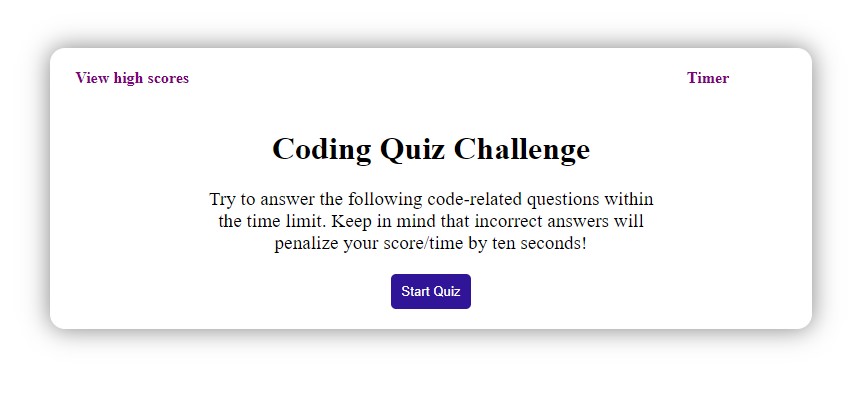 View high scores
Timer
Coding Quiz Challenge
Try to answer the following code-related questions within
the time limit. Keep in mind that incorrect answers will
penalize your score/time by ten seconds!
Start Quiz